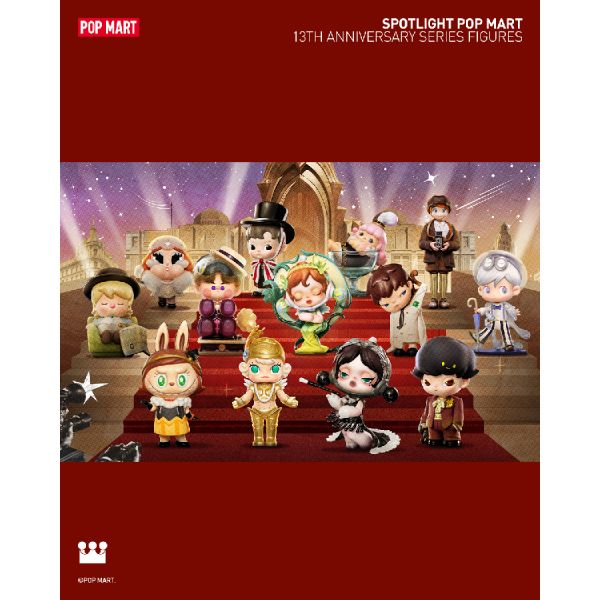 POP MART
SPOTLIGHT POP MART
13TH ANNIVERSARY SERIES FIGURES
©POP MART.